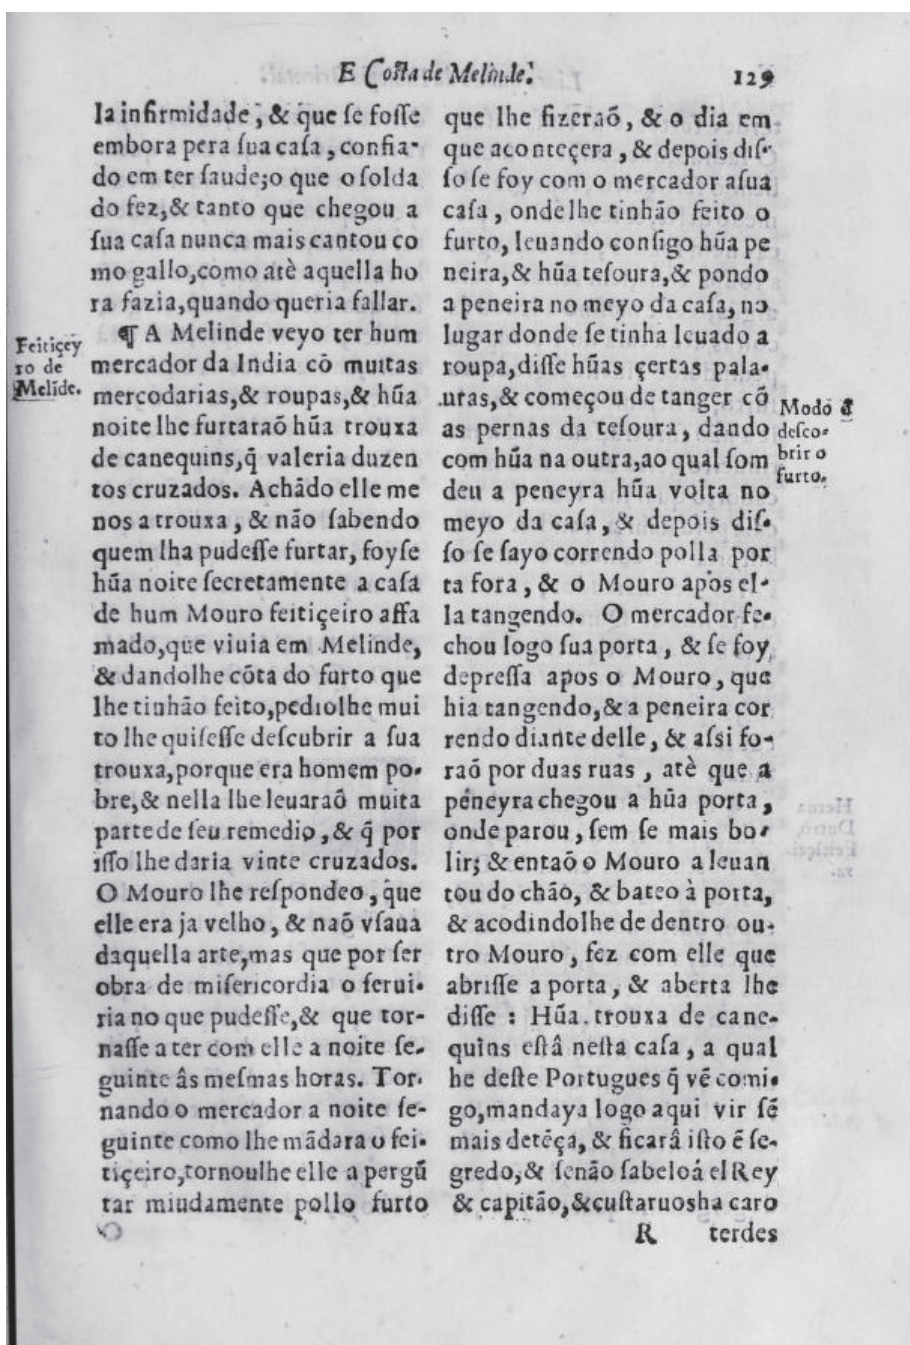 E Costa de Melinde.
129
la infirmidade, & que ſe foſſe
embora pera ſua caſa, confia-
do em ter ſaude; o que o ſolda
do fez, & tanto que chegou a
ſua caſa nunca mais cantou co
mo gallo, como atè aquella ho
ra fazia, quando queria fallar.
¶ A Melinde veyo ter hum
mercador da India cõ muitas
mercodarias, & roupas, & hũa
noite lhe furtaraõ hũa trouxa
de canequins, q̃ valeria duzen
tos cruzados. Achãdo elle me
nos a trouxa, & não ſabendo
quem lha pudeſſe furtar, foyſe
hũa noite ſecretamente a caſa
de hum Mouro feitiçeiro affa
mado, que viuia em Melinde,
& dandolhe cõta do furto que
lhe tinhão feito, pediolhe mui
to lhe quiſeſſe deſcubrir a ſua
trouxa, porque era homem po-
bre, & nella lhe leuaraõ muita
parte de ſeu remedio, & q̃ por
iſſo lhe daria vinte cruzados.
O Mouro lhe reſpondeo, que
elle era ja velho, & naõ vſaua
daquella arte, mas que por ſer
obra de miſericordia o ſerui-
ria no que pudeſſe, & que tor-
naſſe a ter com elle a noite ſe-
guinte âs meſmas horas. Tor-
nando o mercador a noite ſe-
guinte como lhe mãdara o fei-
tiçeiro, tornoulhe elle a pergũ
tar miudamente pollo furto
Feitiçey
ro de
Melĩde.
que lhe fizeraõ, & o dia em
que aconteçera, & depois diſ-
ſo ſe foy com o mercador a ſua
caſa, onde lhe tinhão feito o
furto, leuando conſigo hũa pe
neira, & hũa teſoura, & pondo
a peneira no meyo da caſa, no
lugar donde ſe tinha leuado a
roupa, diſſe hũas çertas pala-
uras, & começou de tanger cõ
as pernas da teſoura, dando
com hũa na outra, ao qual ſom
deu a peneyra hũa volta no
meyo da caſa, & depois diſ-
ſo ſe ſayo correndo polla por
ta fora, & o Mouro apos el-
la tangendo. O mercador fe-
chou logo ſua porta, & ſe foy
depreſſa apos o Mouro, que
hia tangendo, & a peneira cor
rendo diante delle, & aſsi fo-
raõ por duas ruas, atè que a
peneyra chegou a hũa porta,
onde parou, ſem ſe mais bo-
lir; & entaõ o Mouro a leuan
tou do chão, & bateo à porta,
& acodindolhe de dentro ou-
tro Mouro, fez com elle que
abriſſe a porta, & aberta lhe
diſſe: Hũa trouxa de cane-
quins eſtâ neſta caſa, a qual
he deſte Portugues q̃ vẽ comi-
go, manday a logo aqui vir ſẽ
mais detẽça, & ficarâ iſto ẽ ſe-
gredo, & ſenão ſabeloá el Rey
& capitão, & cuſtaruosha caro
Modo
deſco-
brir o
furto.
R terdes